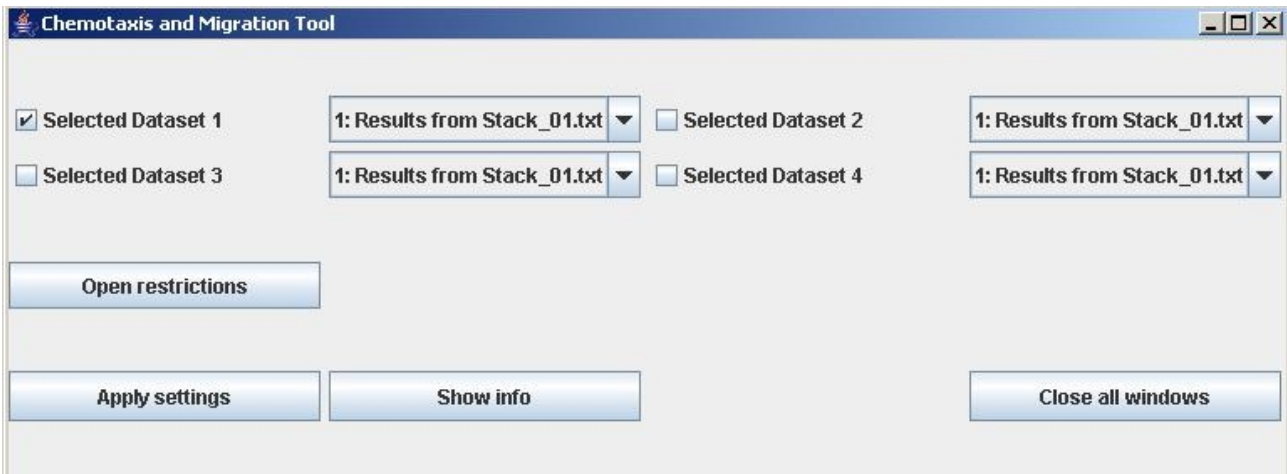 Chemotaxis and Migration Tool
Selected Dataset 1 1: Results from Stack_01.txt Selected Dataset 2 1: Results from Stack_01.txt
Selected Dataset 3 1: Results from Stack_01.txt Selected Dataset 4 1: Results from Stack_01.txt
Open restrictions
Apply settings Show info Close all windows